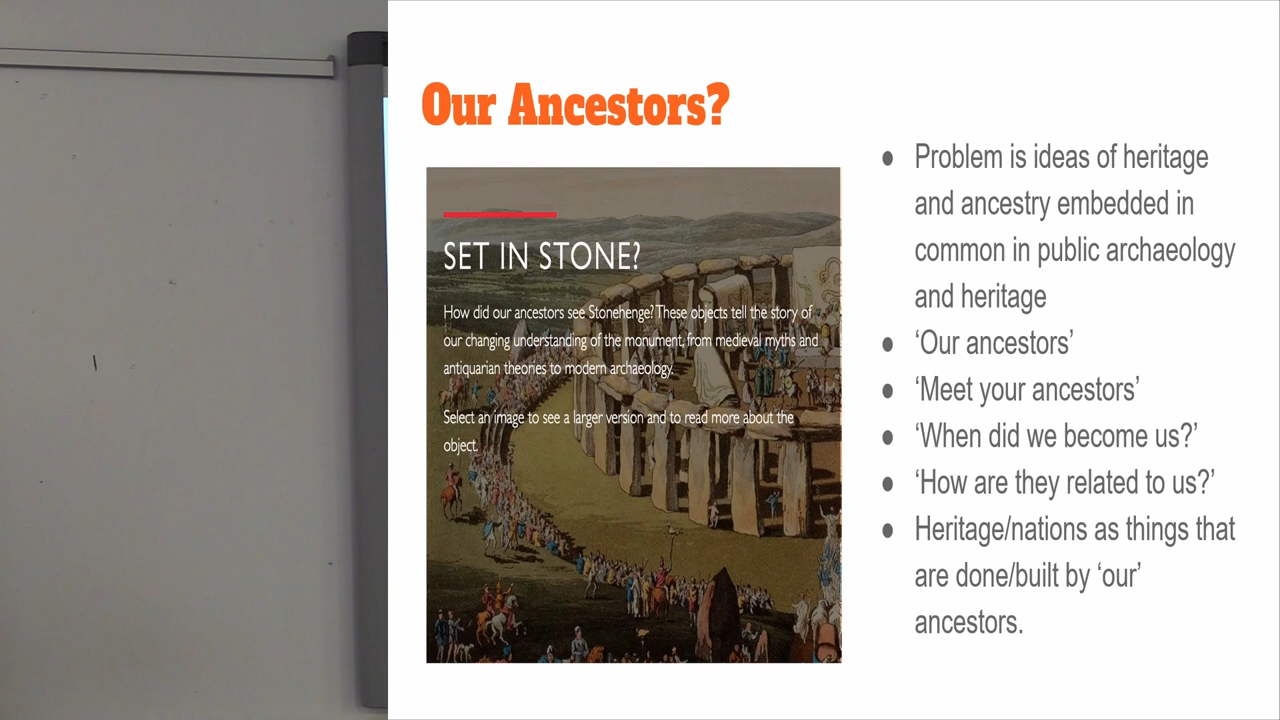 Our Ancestors?
SET IN STONE?
How did our ancestors see Stonehenge? These objects tell the story of
our changing understanding of the monument, from medieval myths and
antiquarian theories to modern archaeology.
Select an image to see a larger version and to read more about the
object.
● Problem is ideas of heritage
and ancestry embedded in
common in public archaeology
and heritage
● ‘Our ancestors’
● ‘Meet your ancestors’
● ‘When did we become us?’
● ‘How are they related to us?’
● Heritage/nations as things that
are done/built by ‘our’
ancestors.